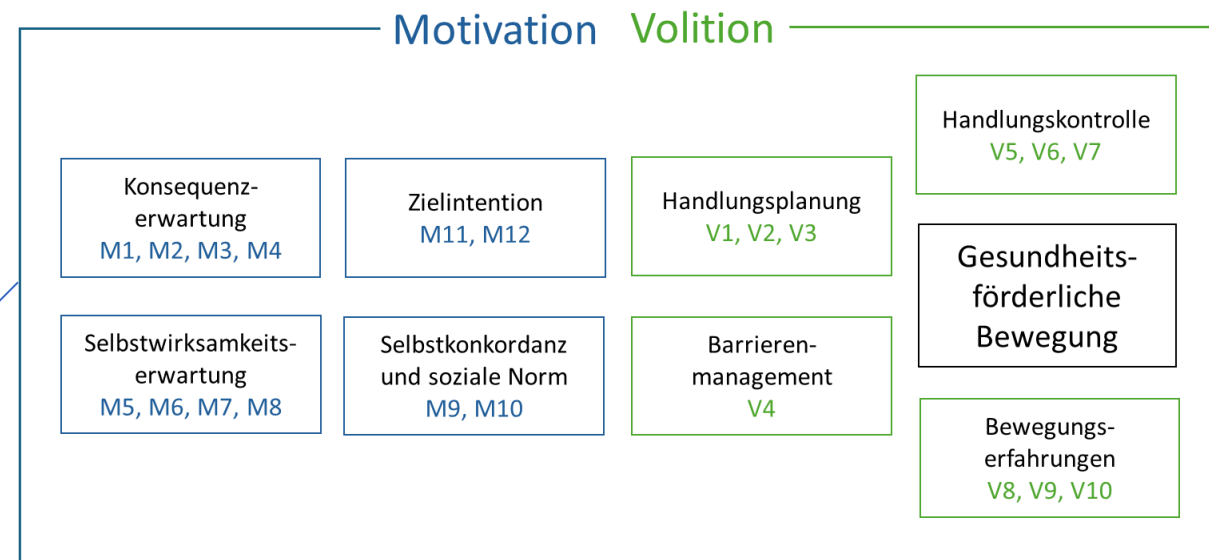 Motivation Volition
Konsequenz-
erwartung
M1, M2, M3, M4
Zielintention
M11, M12
Handlungsplanung
V1, V2, V3
Handlungskontrolle
V5, V6, V7
Selbstwirksamkeits-
erwartung
M5, M6, M7, M8
Selbstkonkordanz
und soziale Norm
M9, M10
Barrieren-
management
V4
Gesundheits-
förderliche
Bewegung
Bewegungs-
erfahrungen
V8, V9, V10